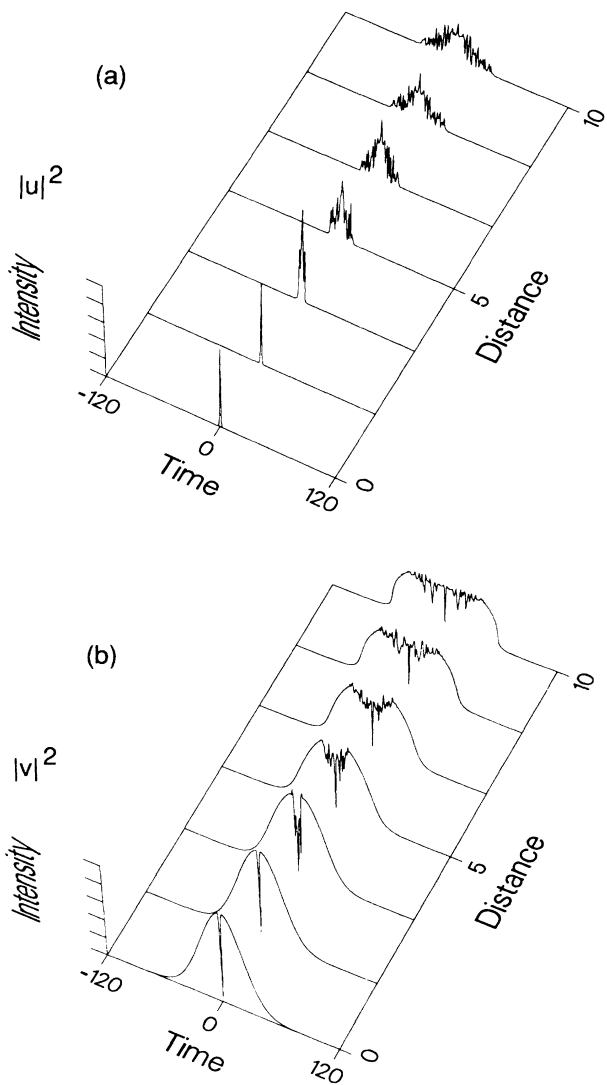 (a)
|u|²
Intensity
-120
0
Time
120
0
5
Distance
10
(b)
|v|²
Intensity
-120
0
Time
120
0
5
Distance
10